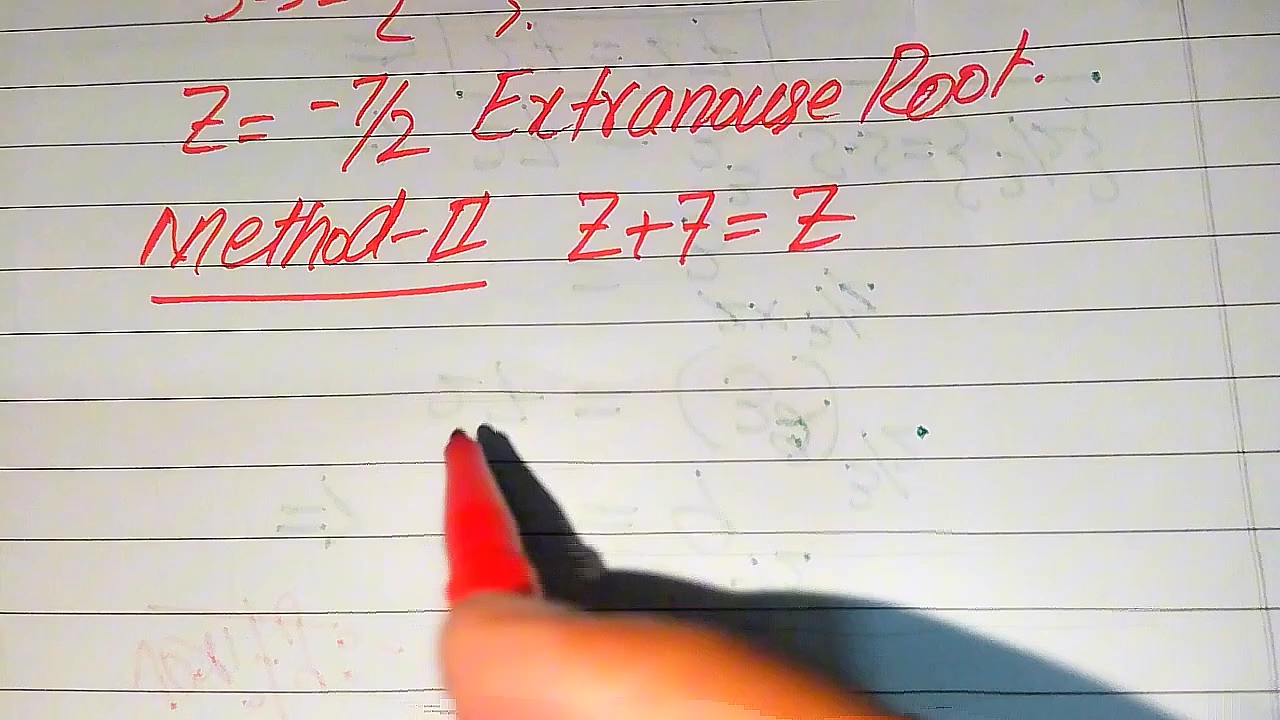 Z = -7/2 Extranouse Root.
Method-II Z+7=Z